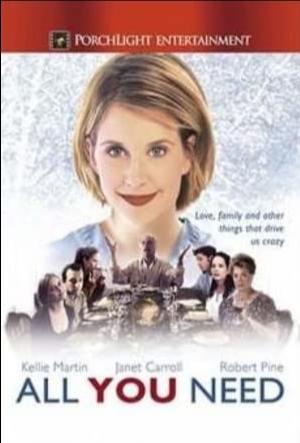 PORCHLIGHT ENTERTAINMENT
Love, family and other
things that drive
us crazy
Kellie Martin Janet Carroll Robert Pine
ALL YOU NEED